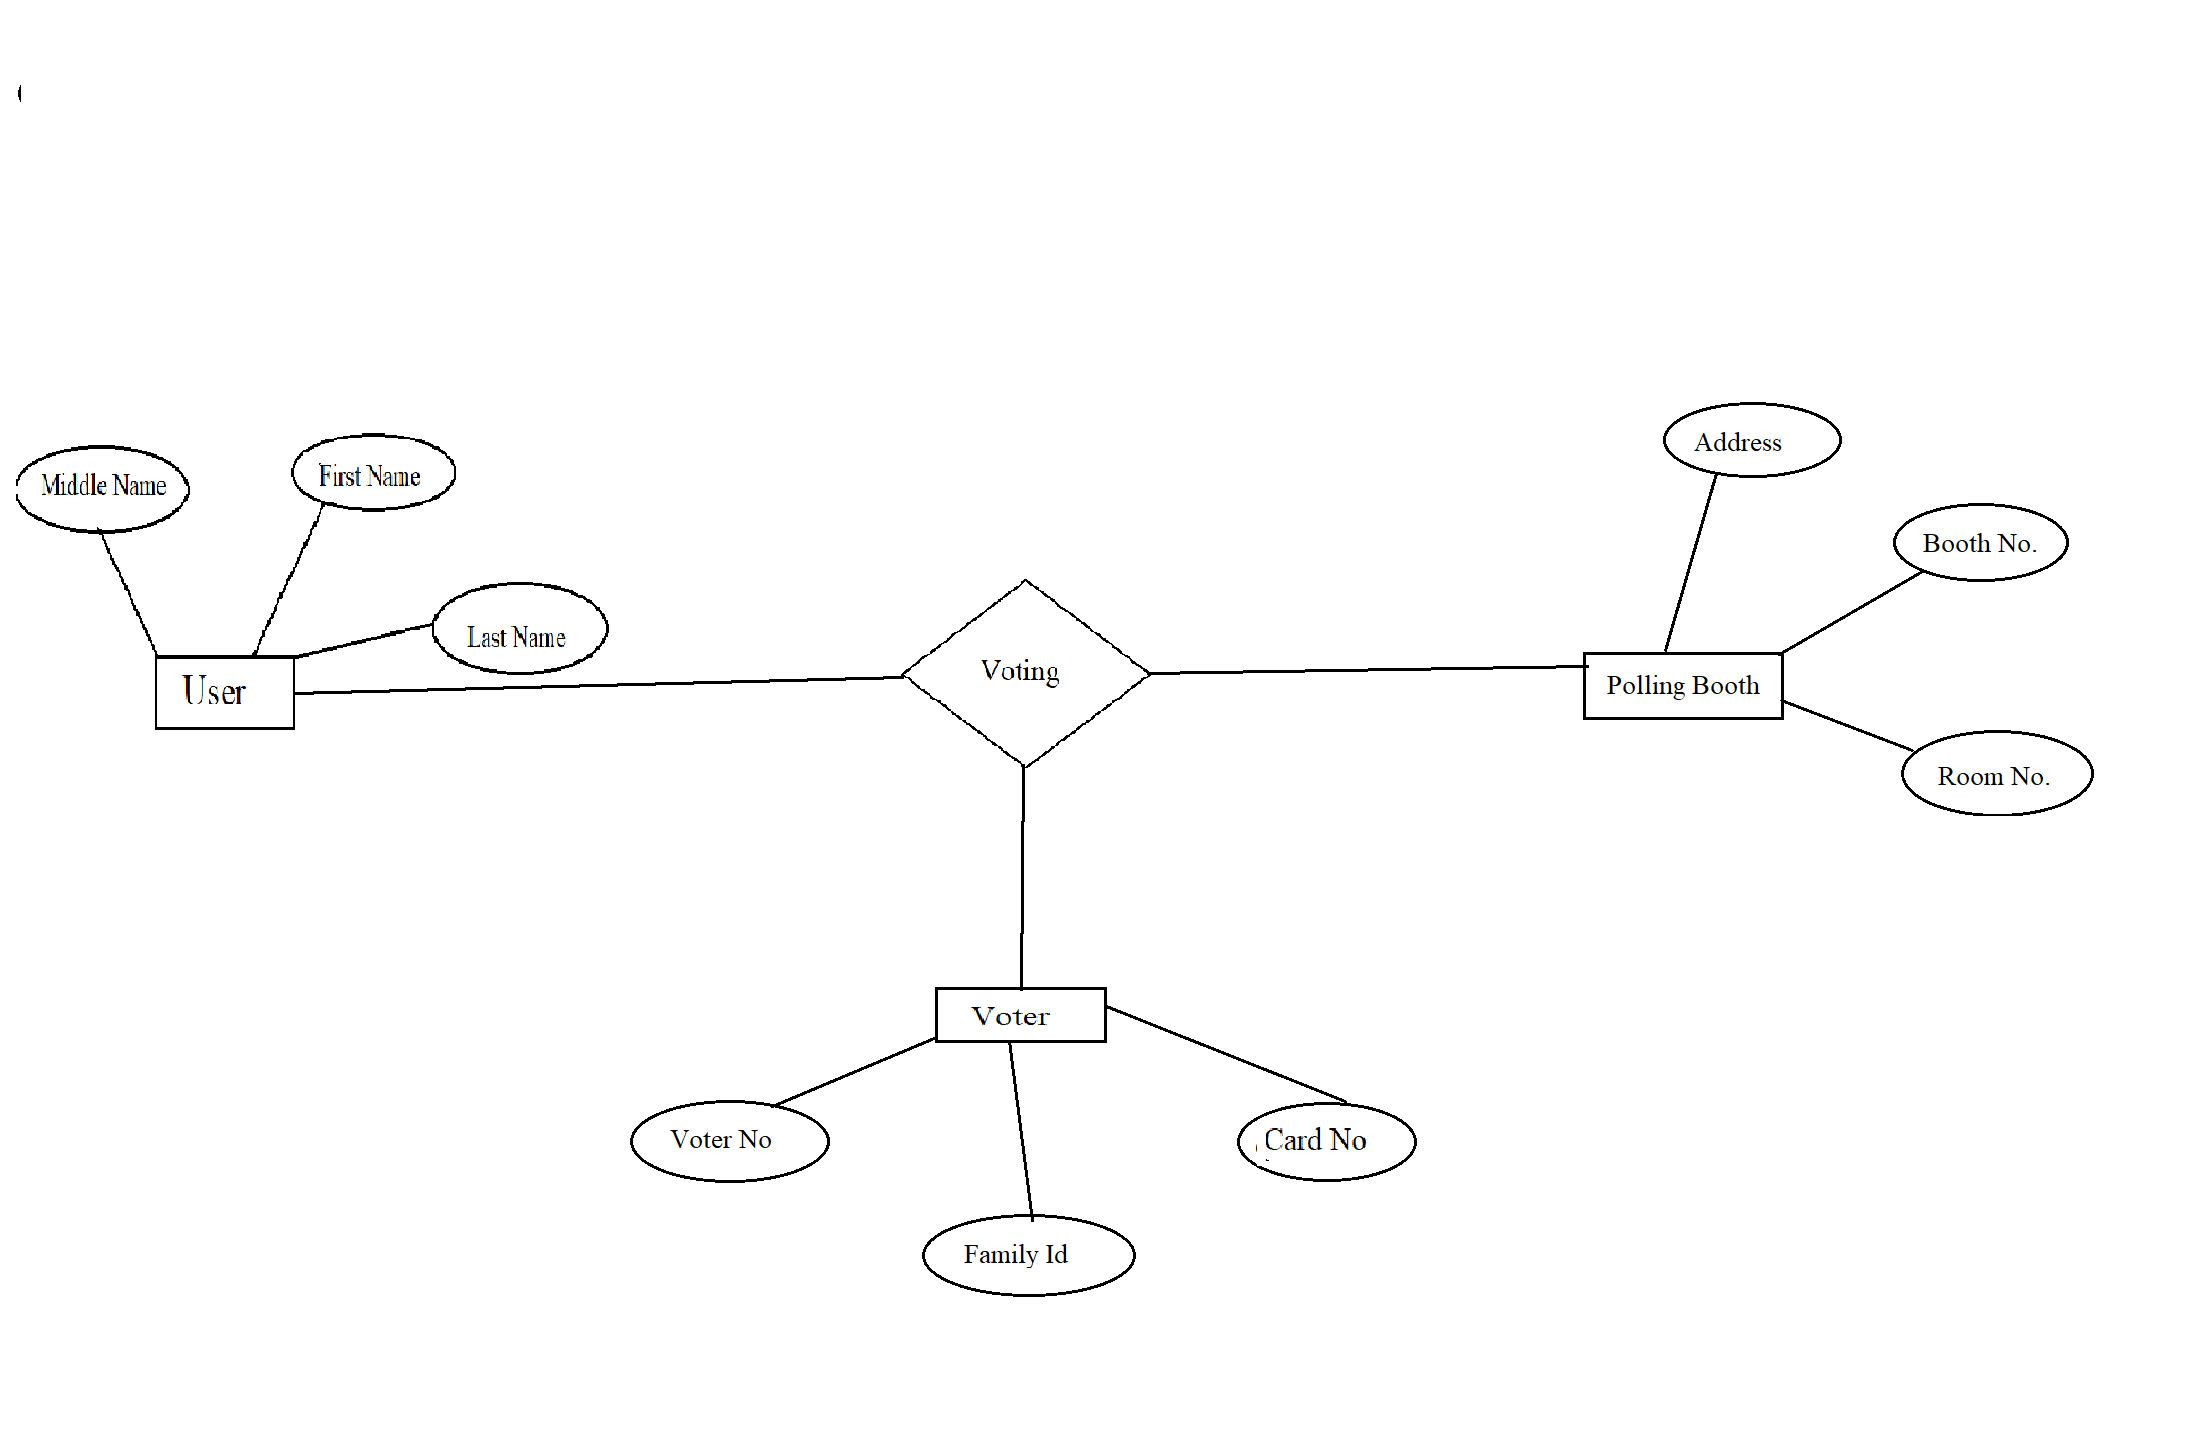 Address
First Name
Middle Name
Booth No.
Last Name
Voting
Polling Booth
User
Room No.
Voter
Voter No
Card No
Family Id